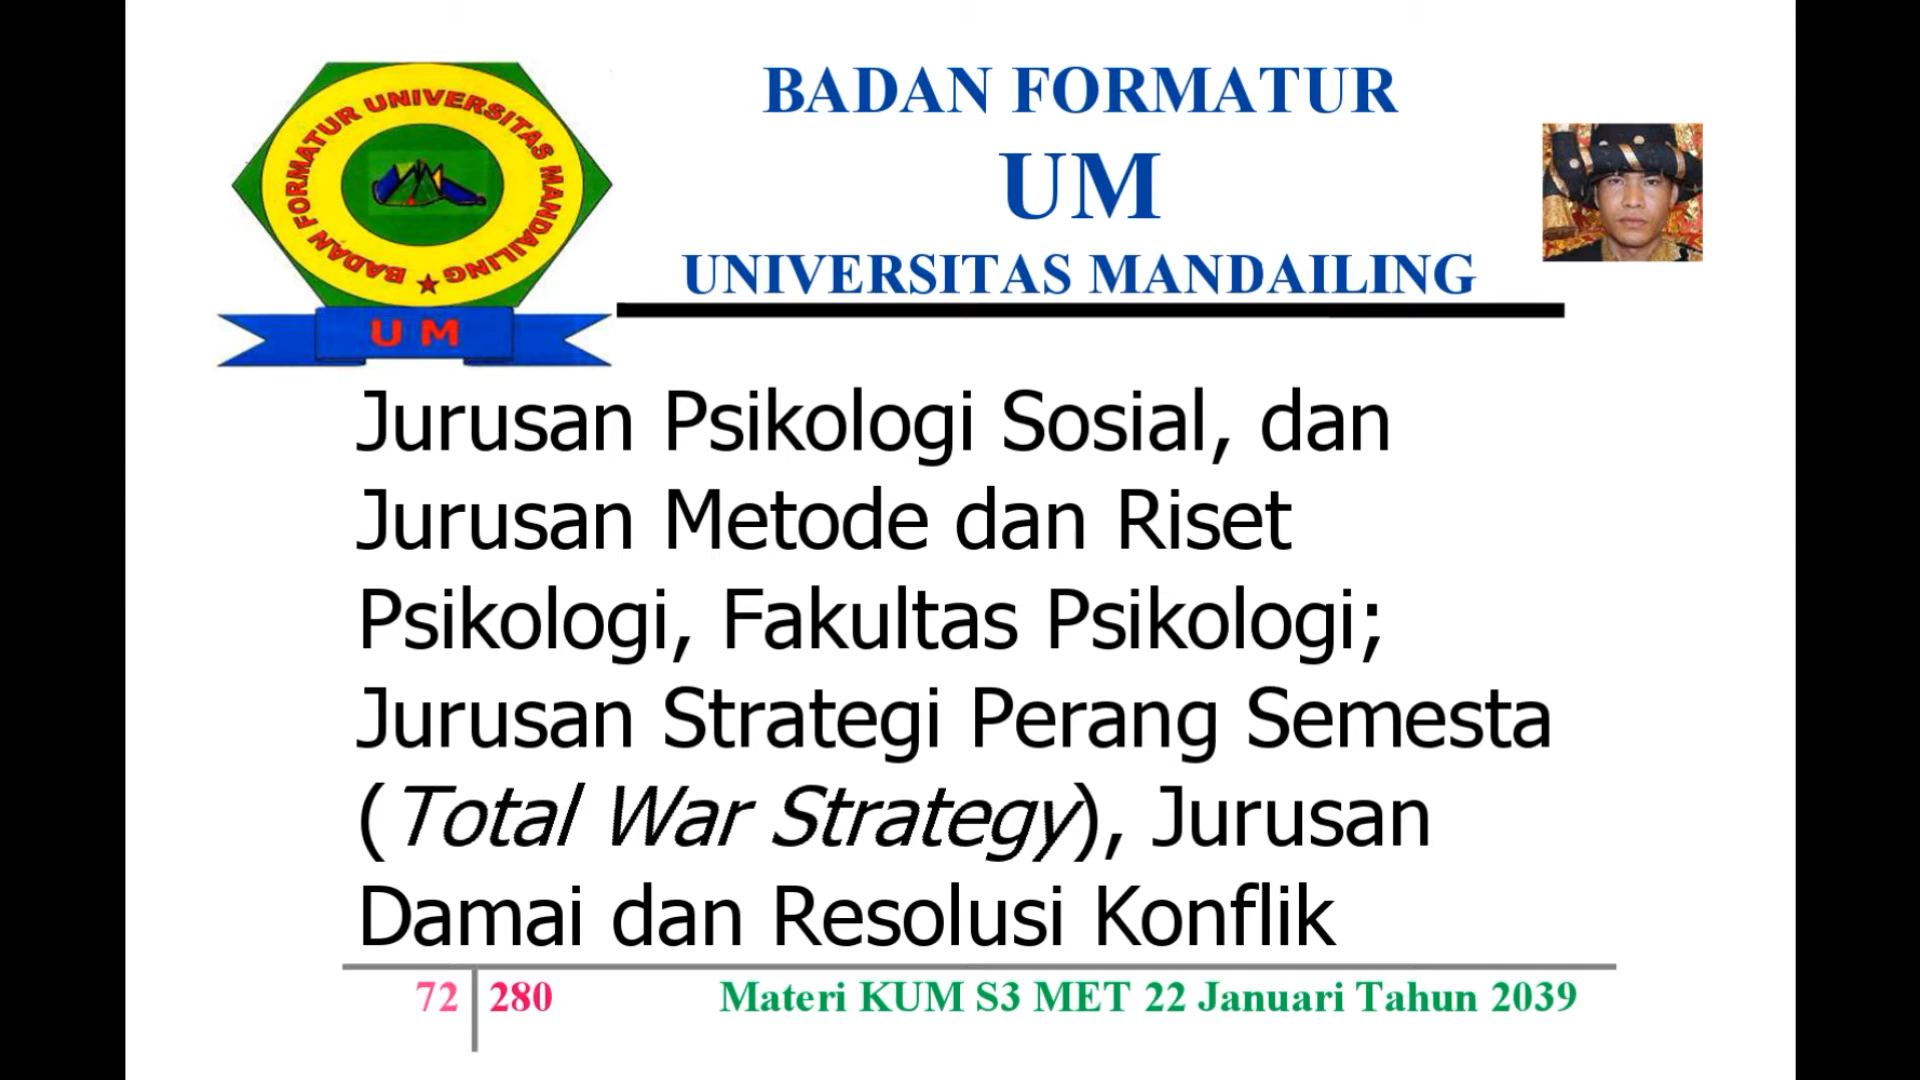 BADAN FORMATUR UNIVERSITAS MANDAILING
U M
BADAN FORMATUR
UM
UNIVERSITAS MANDAILING
Jurusan Psikologi Sosial, dan
Jurusan Metode dan Riset
Psikologi, Fakultas Psikologi;
Jurusan Strategi Perang Semesta
(Total War Strategy), Jurusan
Damai dan Resolusi Konflik
72 280 Materi KUM S3 MET 22 Januari Tahun 2039